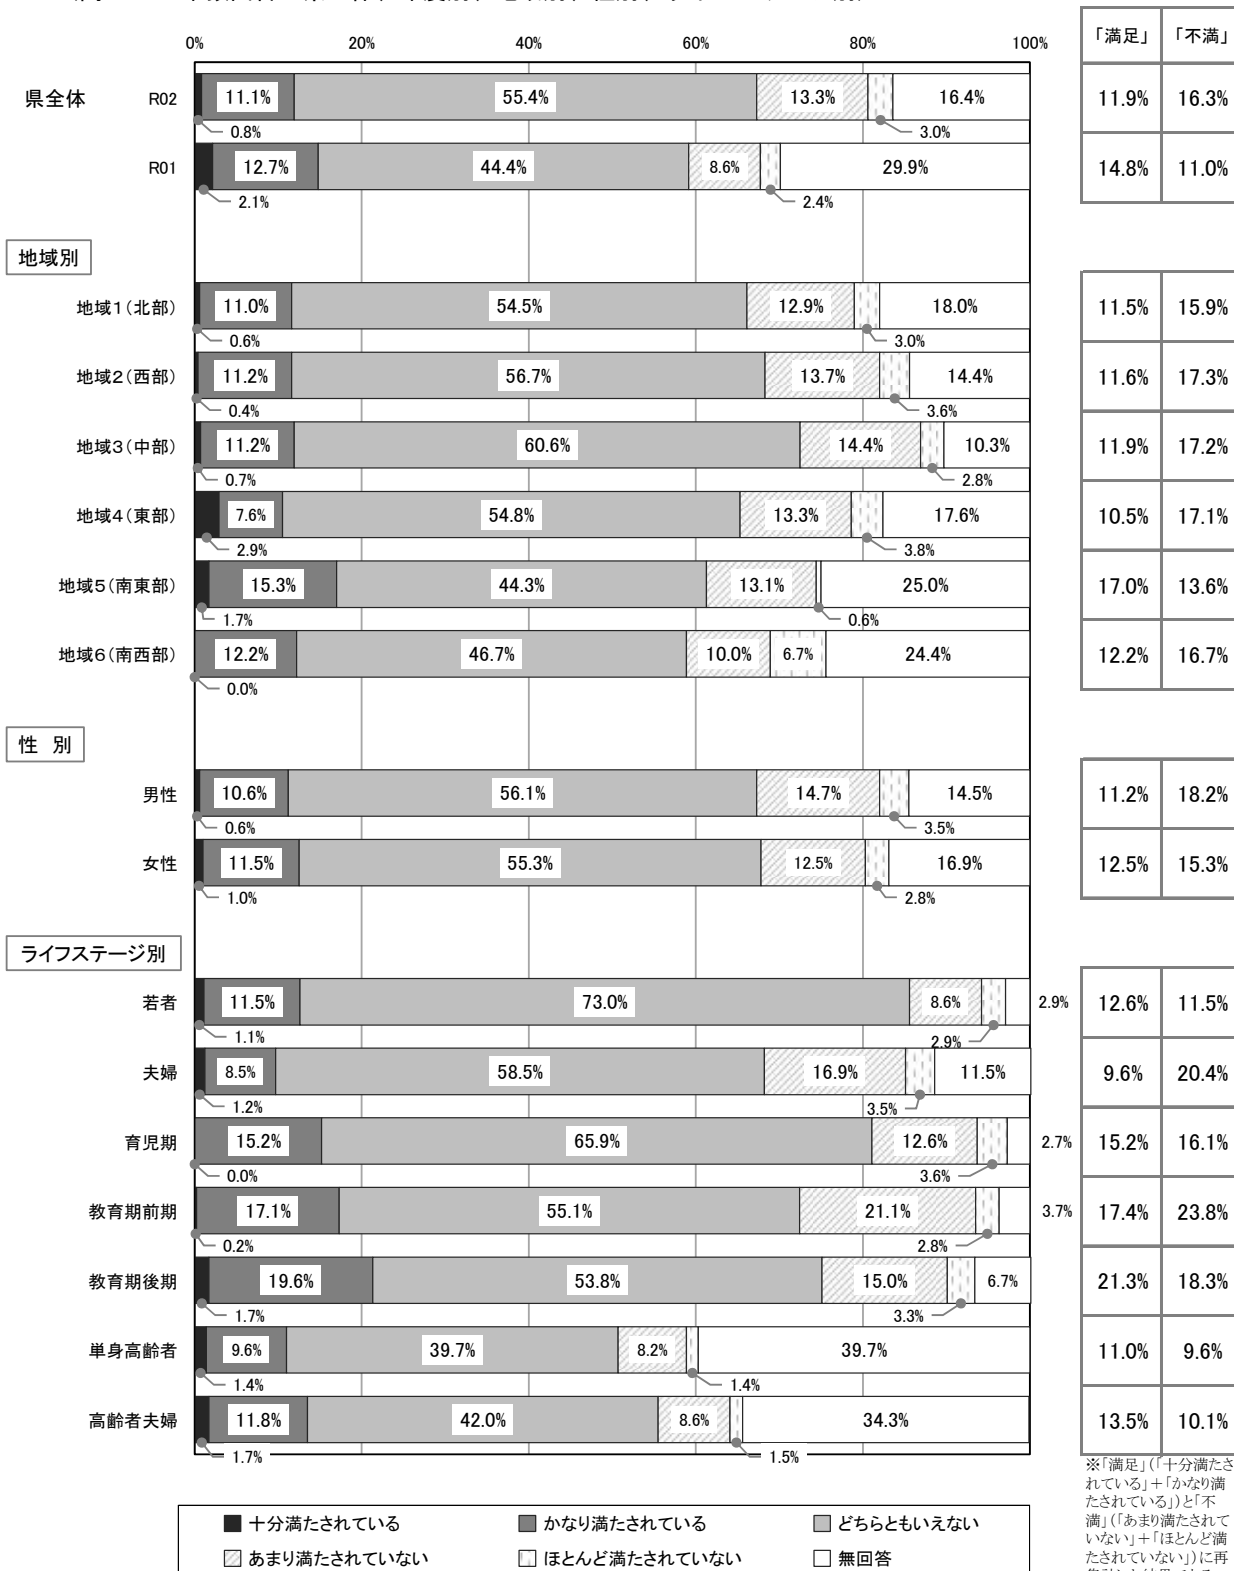 0% 20% 40% 60% 80% 100%
「満足」 「不満」
県全体 R02 11.1% 55.4% 13.3% 16.4% 11.9% 16.3%
0.8% 3.0%
R01 12.7% 44.4% 8.6% 29.9% 14.8% 11.0%
2.1% 2.4%
地域別
地域1(北部) 11.0% 54.5% 12.9% 18.0% 11.5% 15.9%
0.6% 3.0%
地域2(西部) 11.2% 56.7% 13.7% 14.4% 11.6% 17.3%
0.4% 3.6%
地域3(中部) 11.2% 60.6% 14.4% 10.3% 11.9% 17.2%
0.7% 2.8%
地域4(東部) 7.6% 54.8% 13.3% 17.6% 10.5% 17.1%
2.9% 3.8%
地域5(南東部) 15.3% 44.3% 13.1% 25.0% 17.0% 13.6%
1.7% 0.6%
地域6(南西部) 12.2% 46.7% 10.0% 6.7% 24.4% 12.2% 16.7%
0.0%
性 別
男性 10.6% 56.1% 14.7% 14.5% 11.2% 18.2%
0.6% 3.5%
女性 11.5% 55.3% 12.5% 16.9% 12.5% 15.3%
1.0% 2.8%
ライフステージ別
若者 11.5% 73.0% 8.6% 2.9% 12.6% 11.5%
1.1% 2.9%
夫婦 8.5% 58.5% 16.9% 11.5% 9.6% 20.4%
1.2% 3.5%
育児期 15.2% 65.9% 12.6% 2.7% 15.2% 16.1%
0.0% 3.6%
教育期前期 17.1% 55.1% 21.1% 3.7% 17.4% 23.8%
0.2% 2.8%
教育期後期 19.6% 53.8% 15.0% 6.7% 21.3% 18.3%
1.7% 3.3%
単身高齢者 9.6% 39.7% 8.2% 39.7% 11.0% 9.6%
1.4% 1.4%
高齢者夫婦 11.8% 42.0% 8.6% 34.3% 13.5% 10.1%
1.7% 1.5%
十分満たされている かなり満たされている どちらともいえない
あまり満たされていない ほとんど満たされていない 無回答
※「満足」(「十分満たさ
れている」+「かなり満
たされている」)と「不
満」(「あまり満たされて
いない」+「ほとんど満
たされていない」)に再